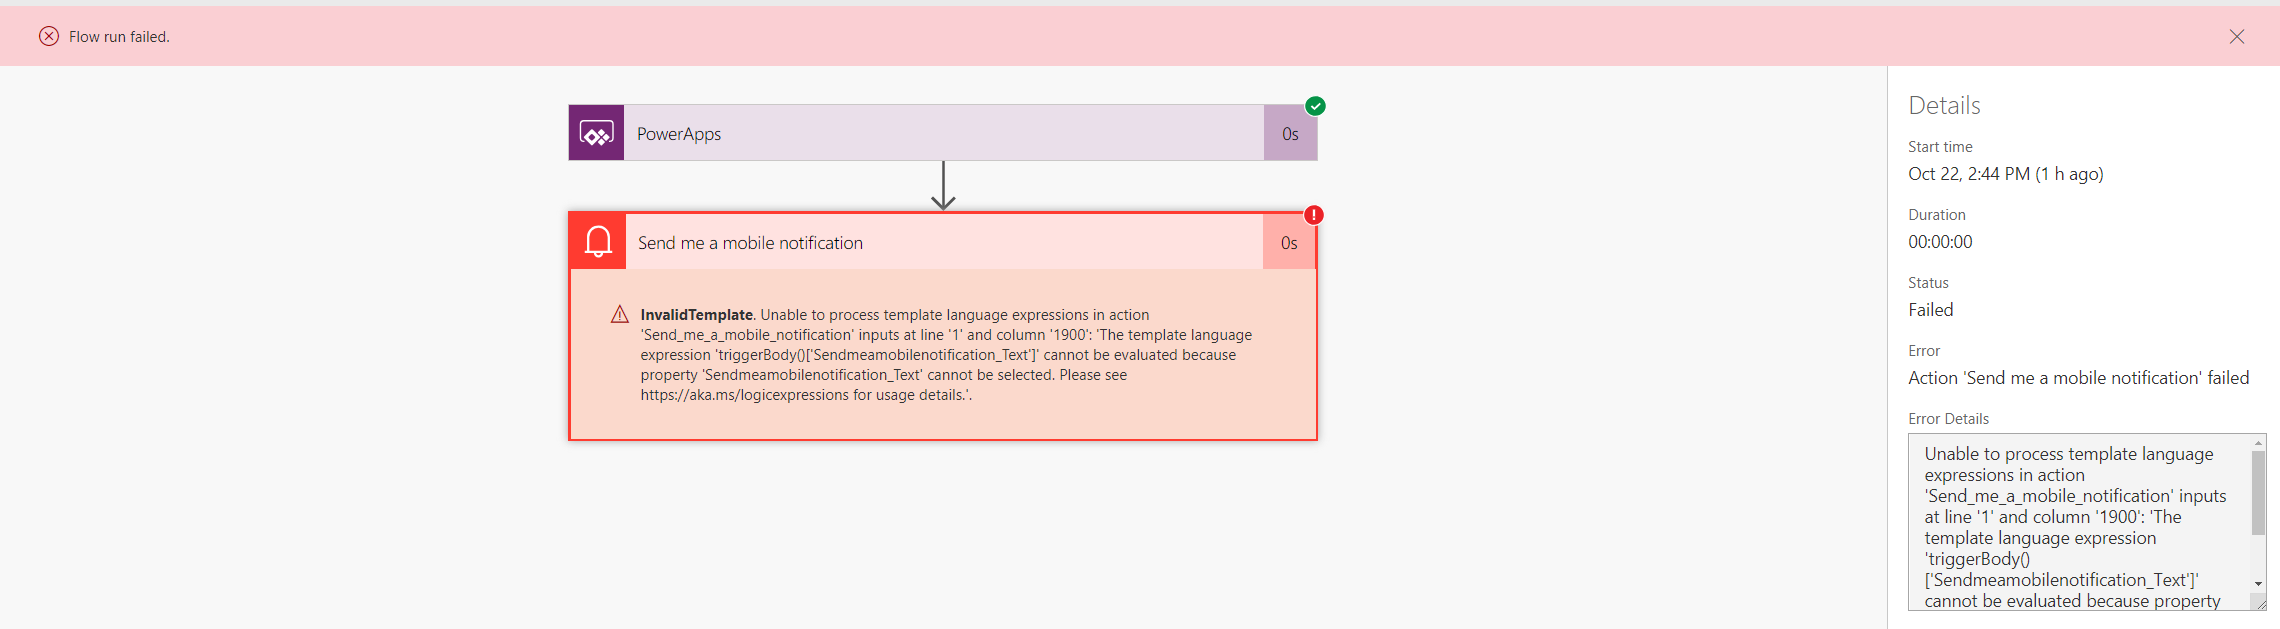 Flow run failed.
PowerApps
0s
Send me a mobile notification
0s
InvalidTemplate. Unable to process template language expressions in action
'Send_me_a_mobile_notification' inputs at line '1' and column '1900': 'The template language
expression 'triggerBody()['Sendmeamobilenotification_Text']' cannot be evaluated because
property 'Sendmeamobilenotification_Text' cannot be selected. Please see
https://aka.ms/logicexpressions for usage details.'.
Details
Start time
Oct 22, 2:44 PM (1 h ago)
Duration
00:00:00
Status
Failed
Error
Action 'Send me a mobile notification' failed
Error Details
Unable to process template language
expressions in action
'Send_me_a_mobile_notification' inputs
at line '1' and column '1900': 'The
template language expression
'triggerBody()
['Sendmeamobilenotification_Text']'
cannot be evaluated because property